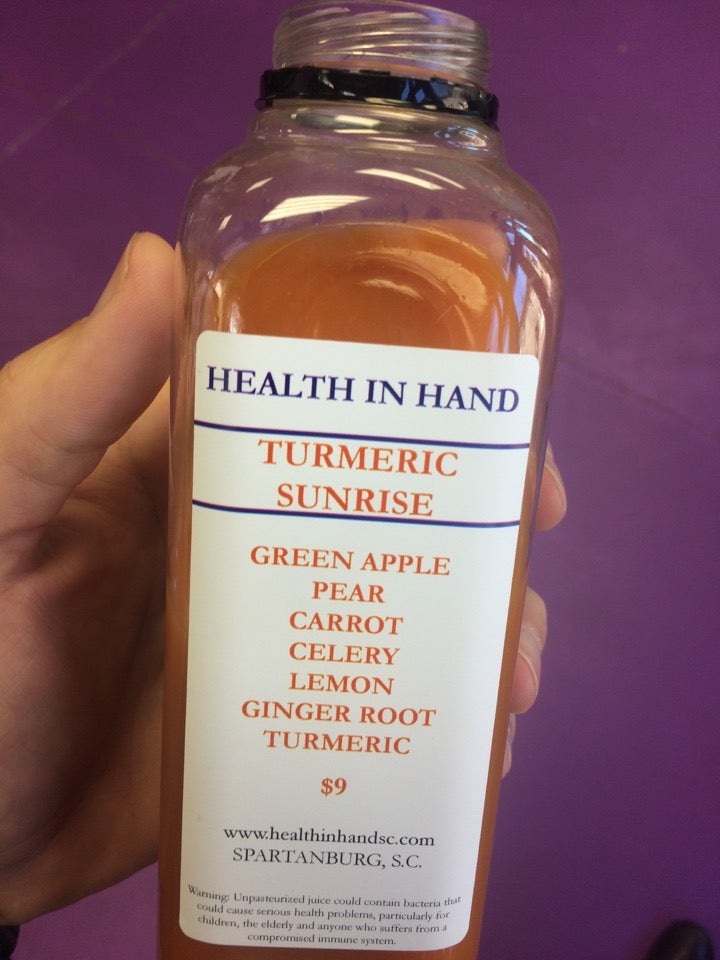 HEALTH IN HAND
TURMERIC
SUNRISE
GREEN APPLE
PEAR
CARROT
CELERY
LEMON
GINGER ROOT
TURMERIC
$9
www.healthinhandsc.com
SPARTANBURG, S.C.
Warning: Unpasteurized juice could contain bacteria that
could cause serious health problems, particularly for
children, the elderly and anyone who suffers from a
compromised immune system.